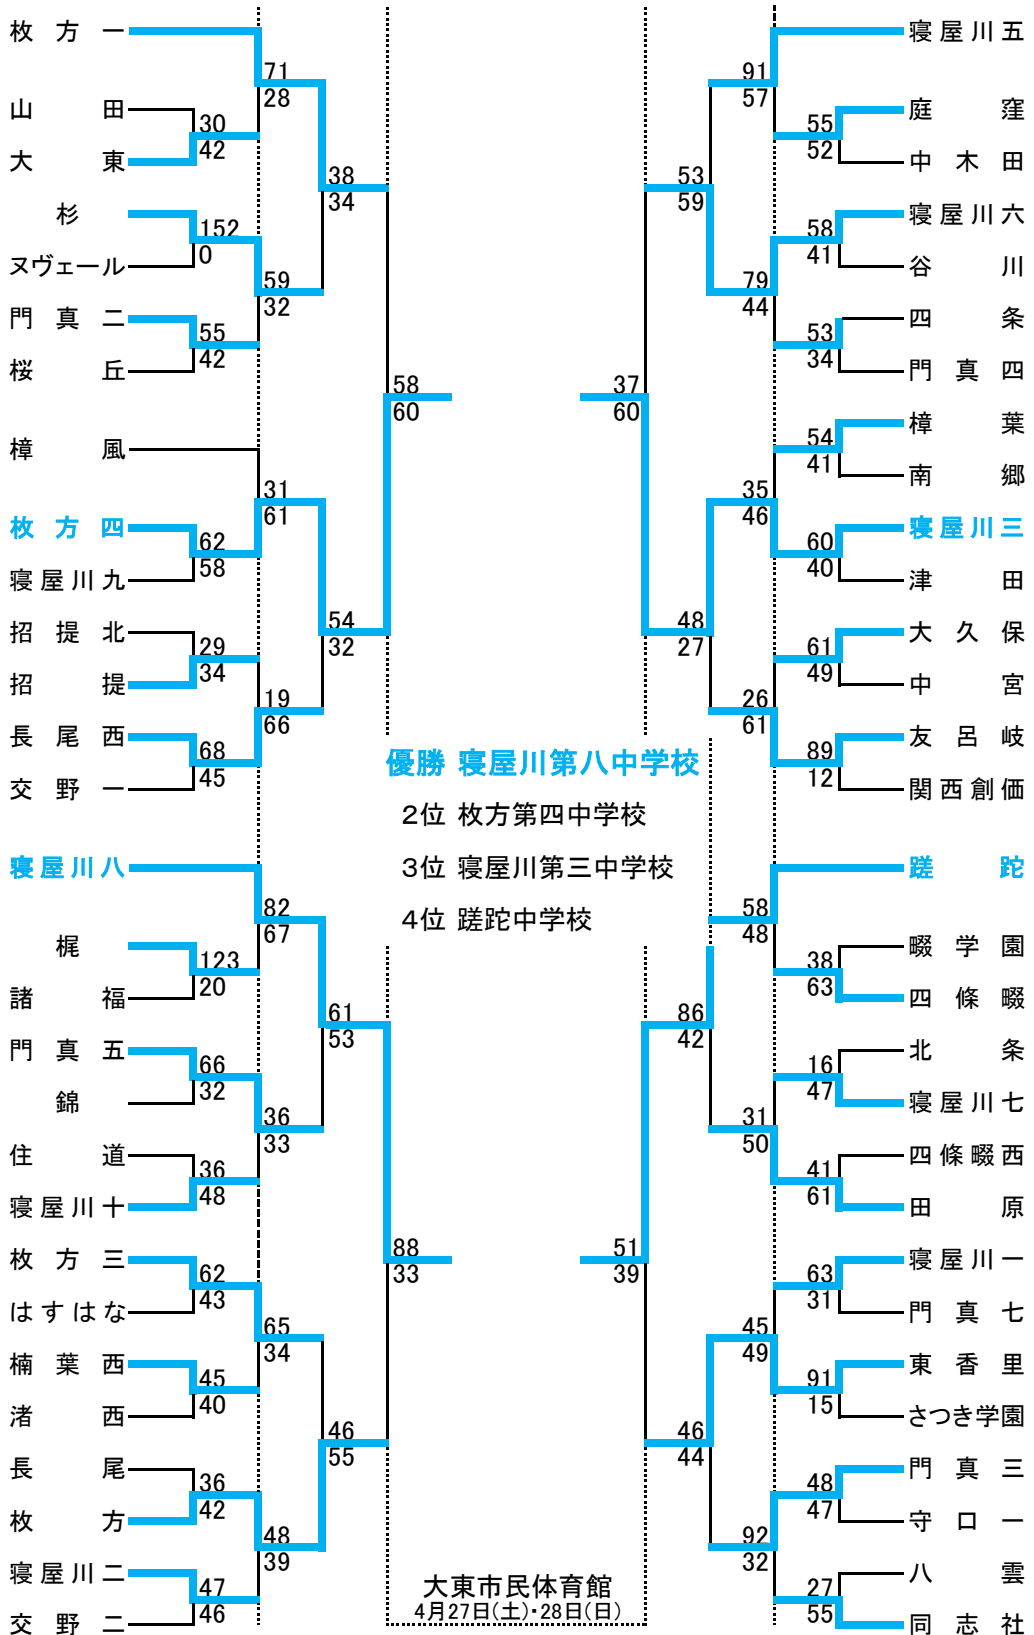 枚方一
71
28
山田
30
42
大東
38
34
杉
152
0
ヌヴェール
59
32
門真二
55
42
桜丘
58
60
樟風
31
61
枚方四
62
58
寝屋川九
54
32
招提北
29
34
招提
19
66
長尾西
68
45
交野一
寝屋川五
91
57
庭窪
55
52
中木田
53
59
寝屋川六
58
41
谷川
79
44
四条
53
34
門真四
37
60
樟葉
54
41
南郷
35
46
寝屋川三
60
40
津田
48
27
大久保
61
49
中宮
26
61
友呂岐
89
12
関西創価
優勝 寝屋川第八中学校
2位 枚方第四中学校
3位 寝屋川第三中学校
4位 蹉跎中学校
寝屋川八
82
67
梶
123
20
諸福
61
53
門真五
66
32
錦
36
33
住道
36
48
寝屋川十
88
33
枚方三
62
43
はすはな
65
34
楠葉西
45
40
渚西
46
55
長尾
36
42
枚方
48
39
寝屋川二
47
46
交野二
蹉跎
58
48
畷学園
38
63
四條畷
86
42
北条
16
47
寝屋川七
31
50
四條畷西
41
61
田原
51
39
寝屋川一
63
31
門真七
45
49
東香里
91
15
さつき学園
46
44
門真三
48
47
守口一
92
32
八雲
27
55
同志社
大東市民体育館
4月27日(土)・28日(日)